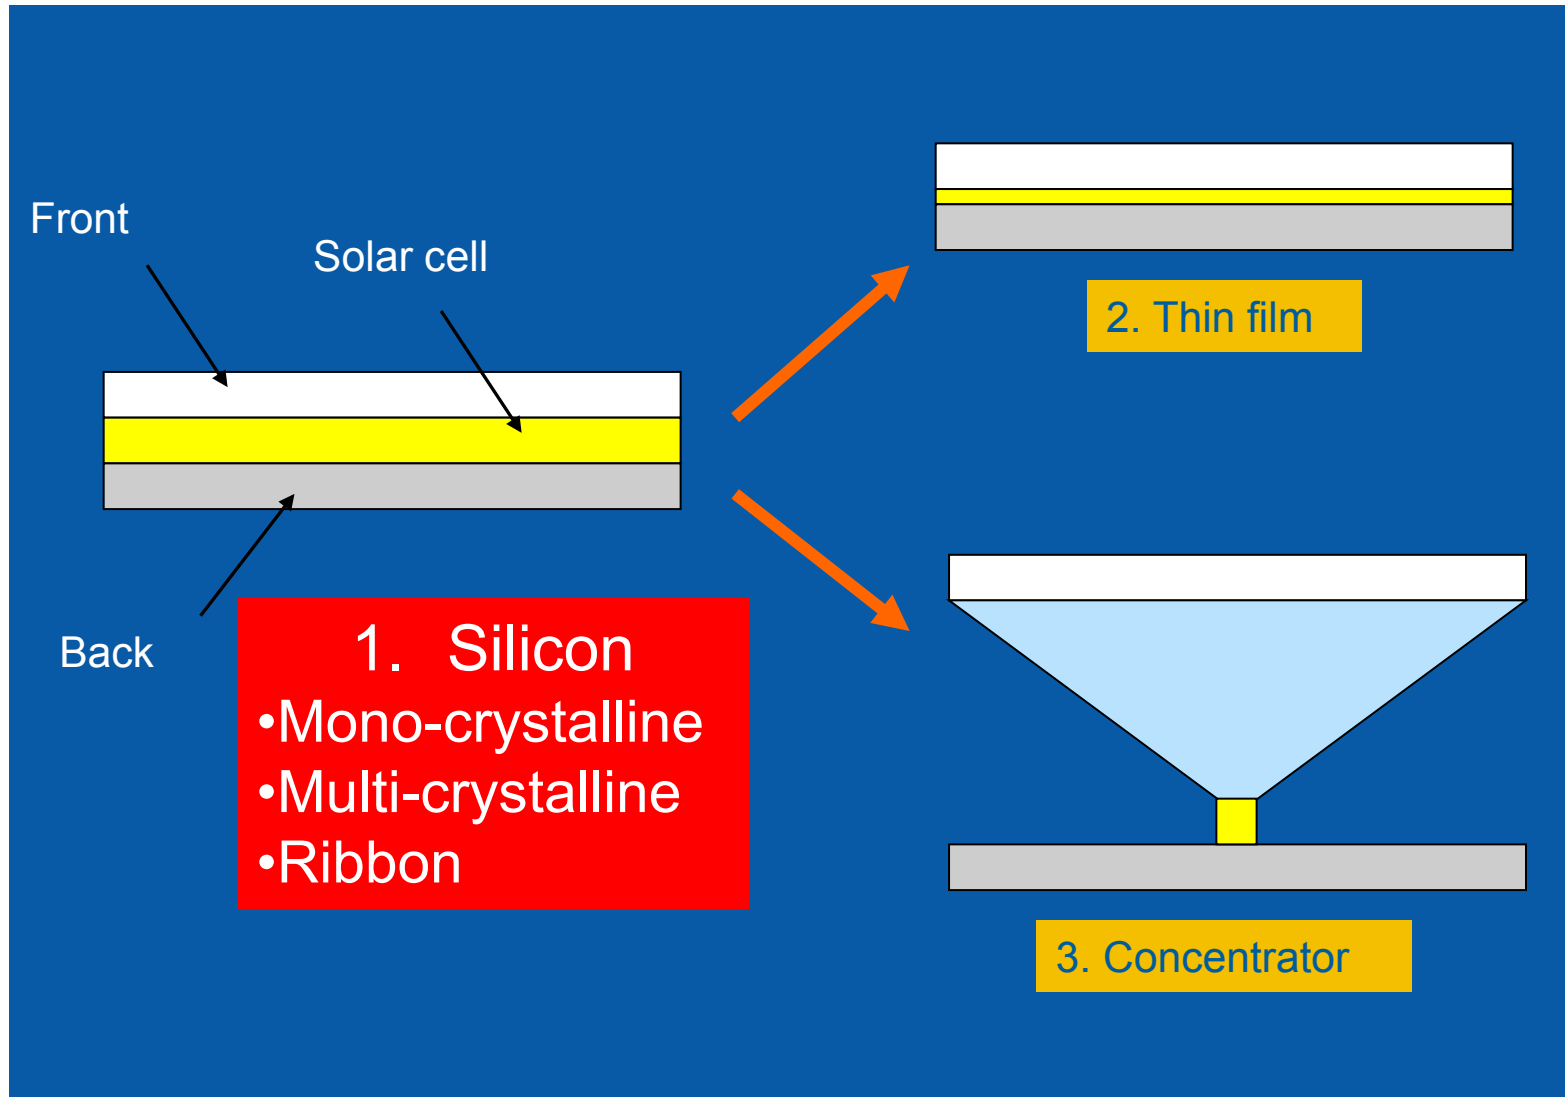 Front
Solar cell
Back
1. Silicon
•Mono-crystalline
•Multi-crystalline
•Ribbon
2. Thin film
3. Concentrator